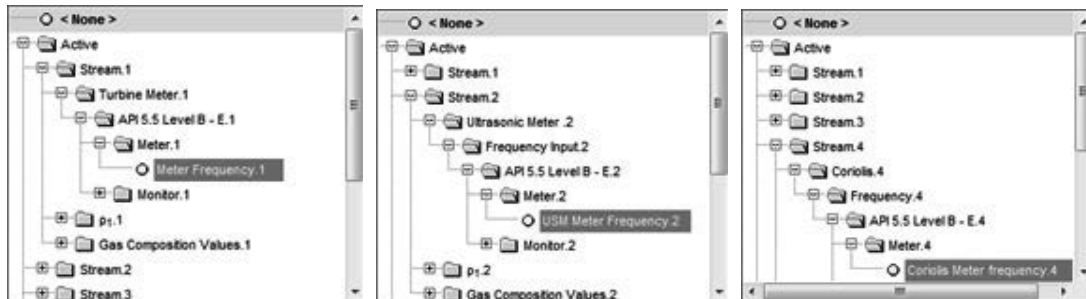 < None >
Active
Stream.1
Turbine Meter.1
API 5.5 Level B - E.1
Meter.1
Meter Frequency.1
Monitor.1
p₁.1
Gas Composition Values.1
Stream.2
Stream.3
< None >
Active
Stream.1
Stream.2
Ultrasonic Meter .2
Frequency Input.2
API 5.5 Level B - E.2
Meter.2
USM Meter Frequency.2
Monitor.2
p₁.2
Gas Composition Values.2
< None >
Active
Stream.1
Stream.2
Stream.3
Stream.4
Coriolis.4
Frequency.4
API 5.5 Level B - E.4
Meter.4
Coriolis Meter frequency.4